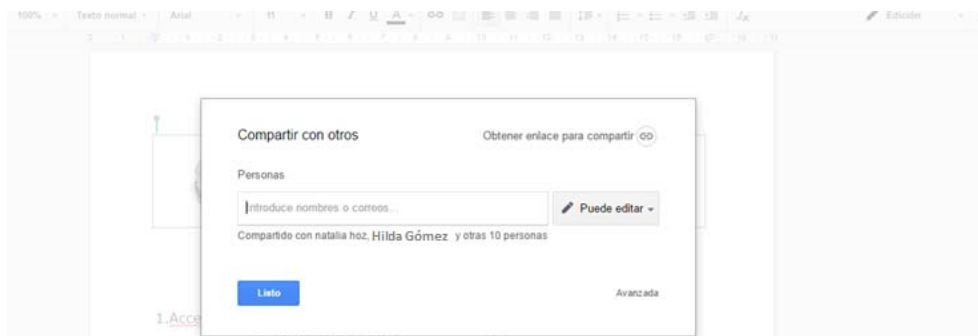 100% Texto normal Arial 11 B I U A Edición
Compartir con otros
Obtener enlace para compartir
Personas
Introduce nombres o correos...
Puede editar
Compartido con natalia hoz, Hilda Gómez y otras 10 personas
Listo
Avanzada
1.Acce